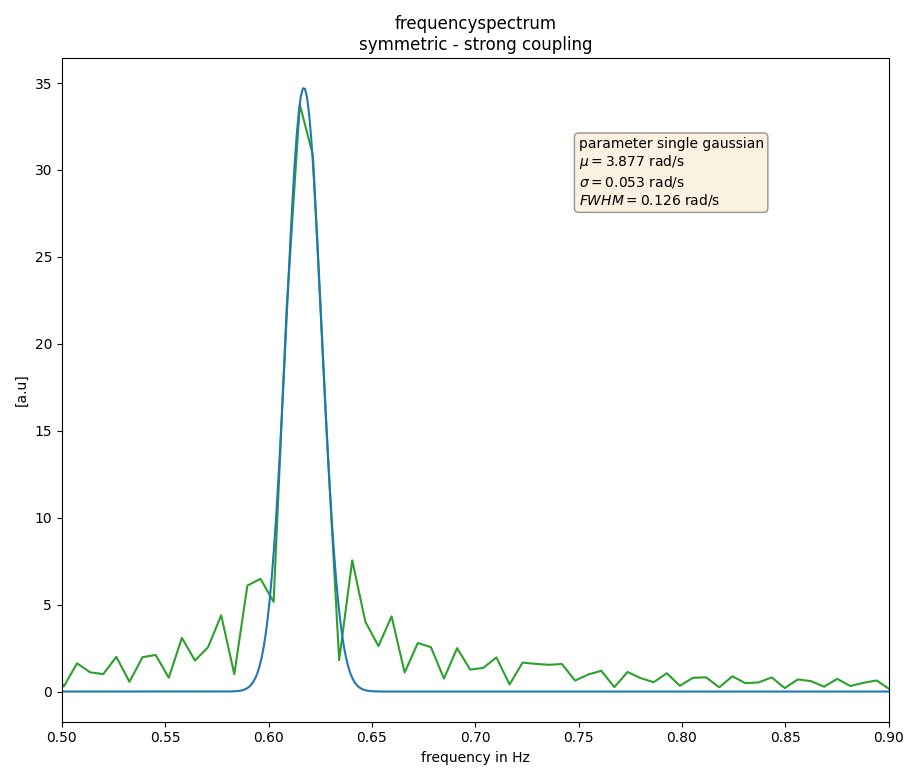 frequencyspectrum
symmetric - strong coupling
35
30
25
20
15
10
5
0
[a.u]
parameter single gaussian
μ = 3.877 rad/s
σ = 0.053 rad/s
FWHM = 0.126 rad/s
0.50 0.55 0.60 0.65 0.70 0.75 0.80 0.85 0.90
frequency in Hz